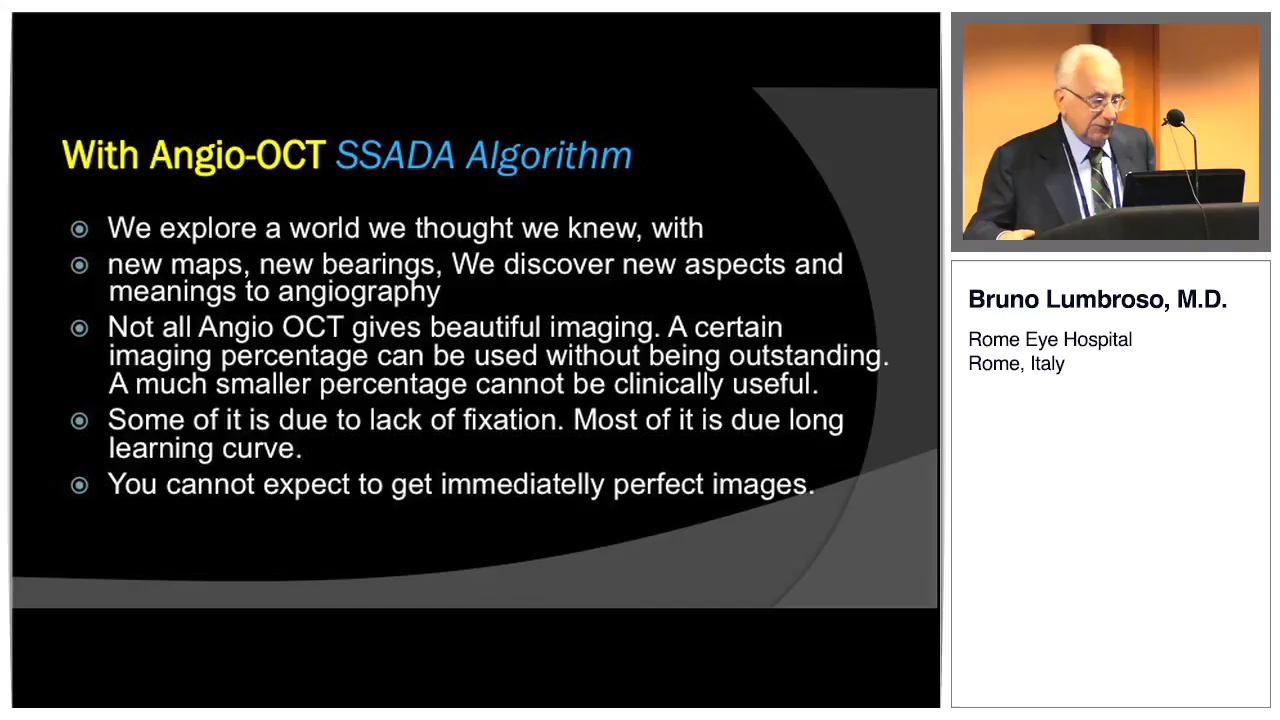 With Angio-OCT SSADA Algorithm
We explore a world we thought we knew, with
new maps, new bearings, We discover new aspects and
meanings to angiography
Not all Angio OCT gives beautiful imaging. A certain
imaging percentage can be used without being outstanding.
A much smaller percentage cannot be clinically useful.
Some of it is due to lack of fixation. Most of it is due long
learning curve.
You cannot expect to get immediatelly perfect images.
Bruno Lumbroso, M.D.
Rome Eye Hospital
Rome, Italy